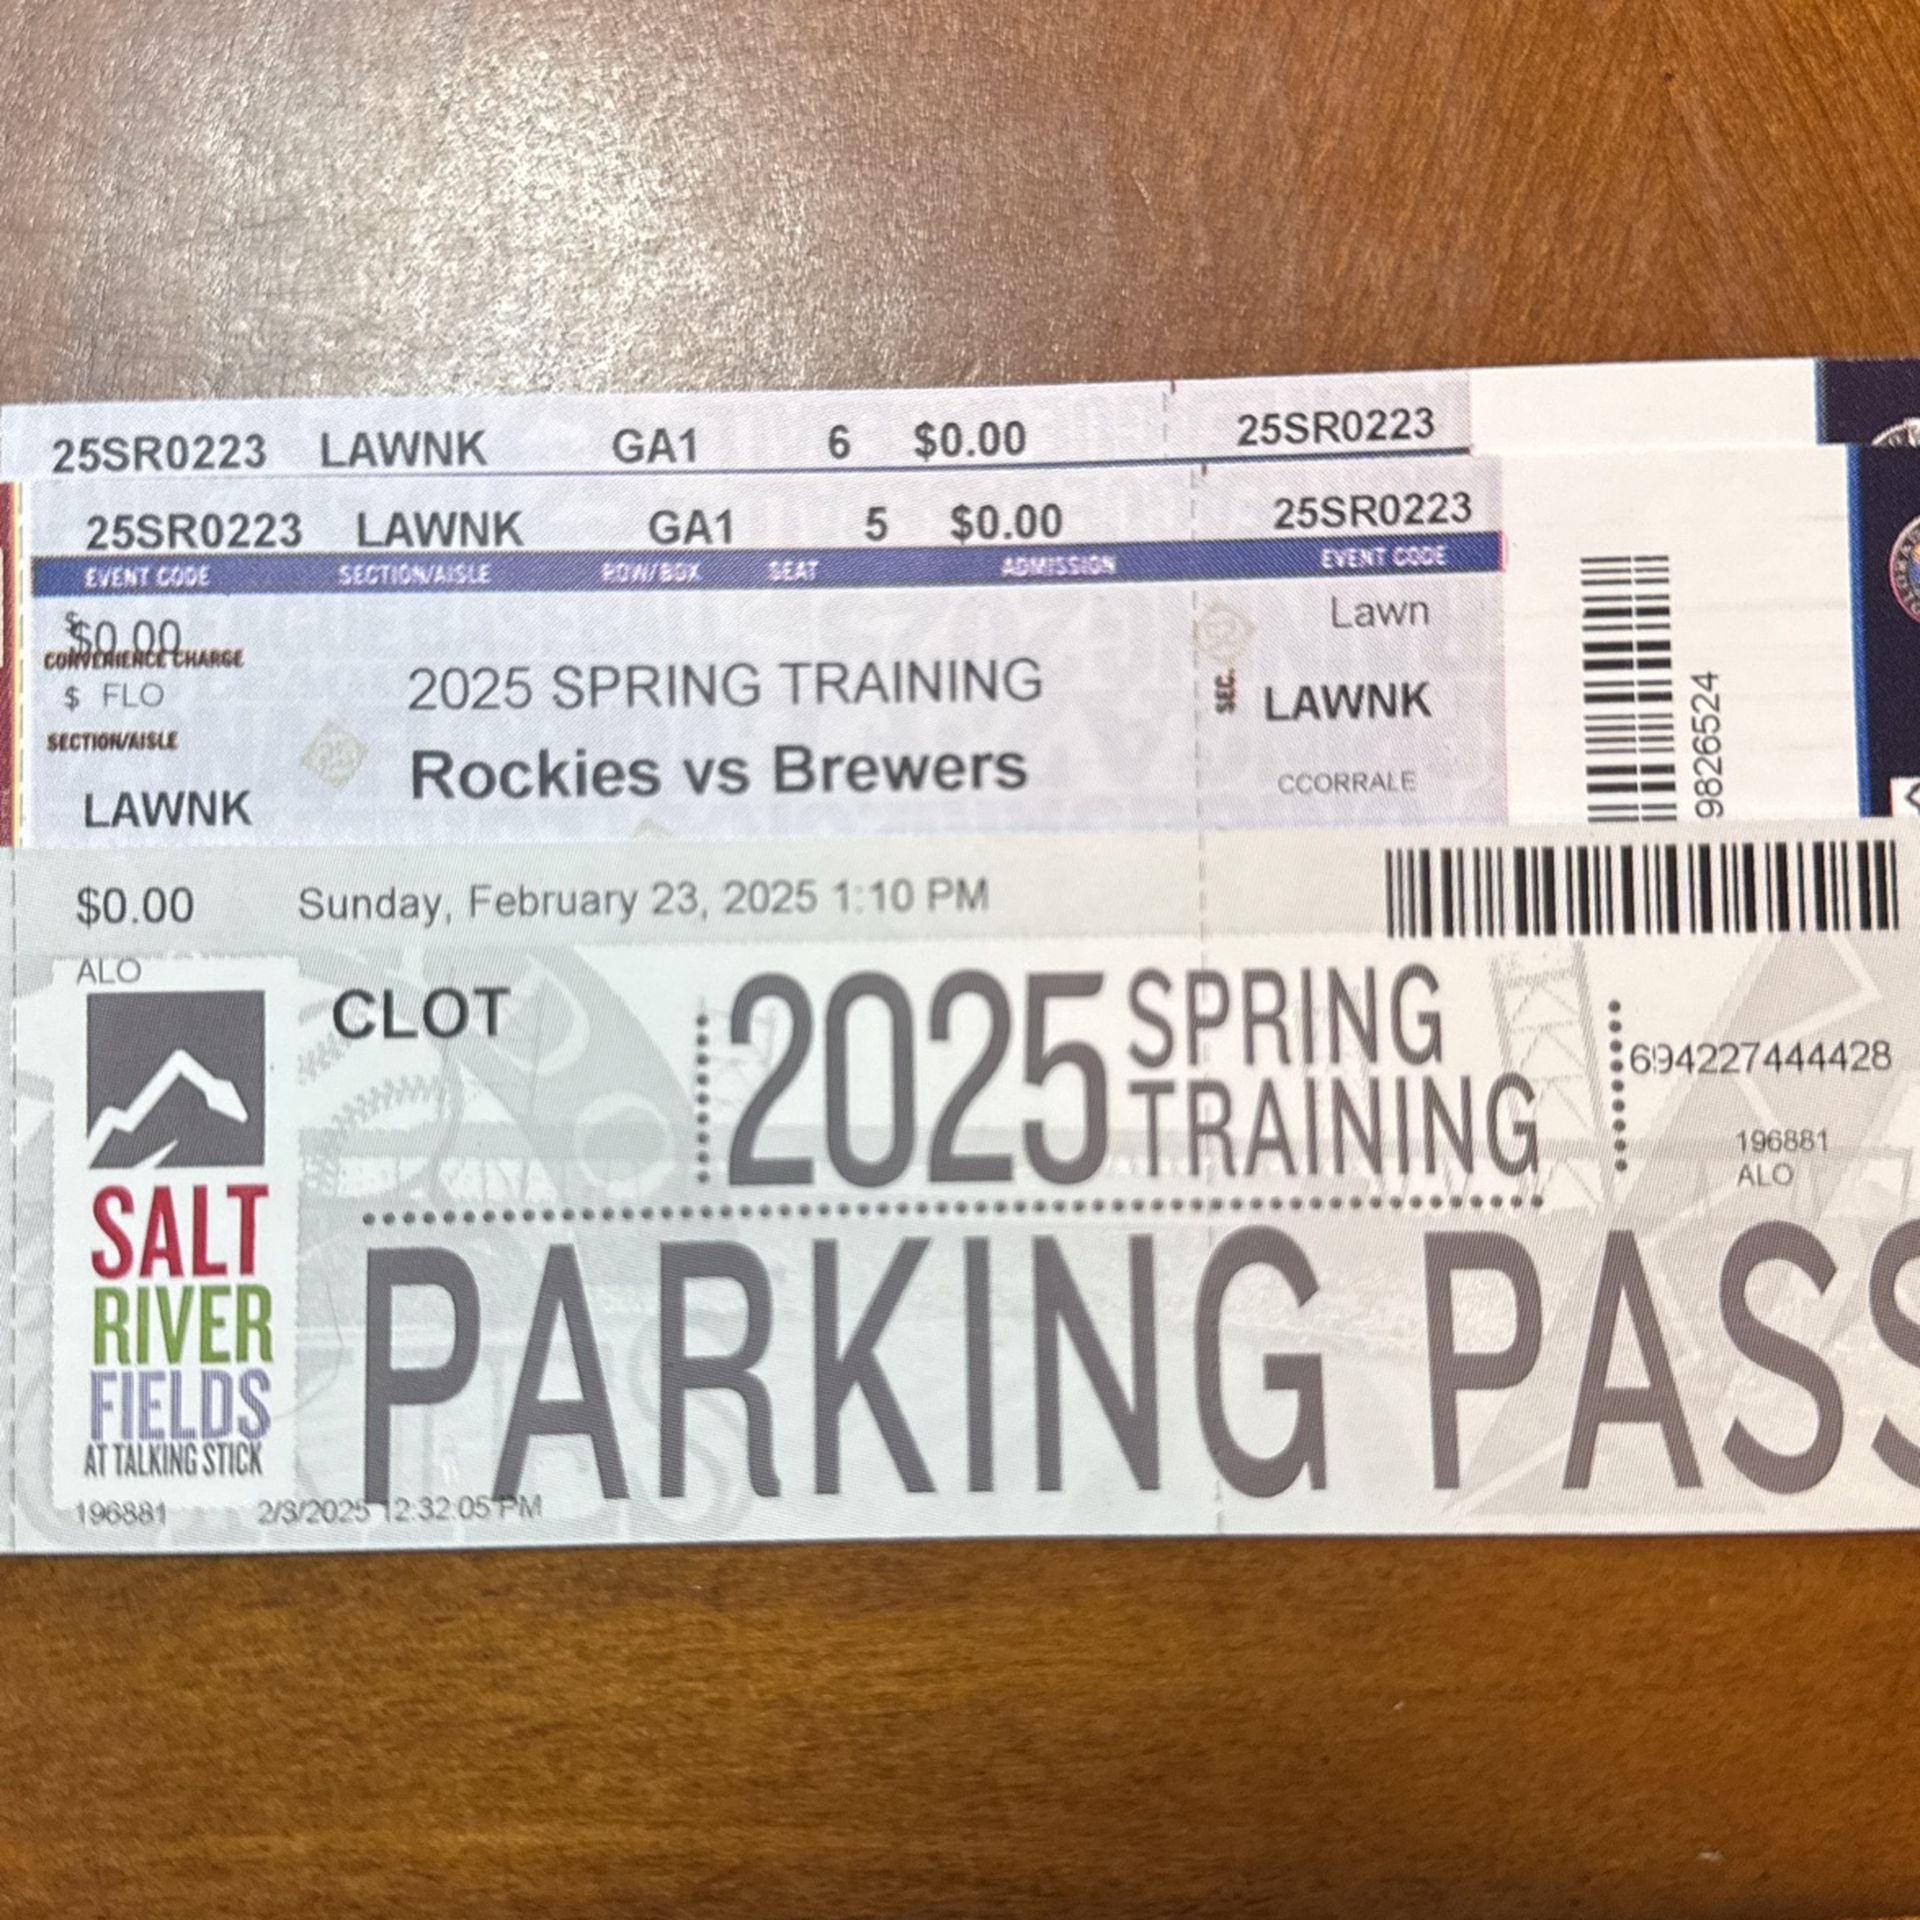 25SR0223 LAWNK GA1 6 $0.00 25SR0223
25SR0223 LAWNK GA1 5 $0.00 25SR0223
EVENT CODE SECTION/AISLE ROW/BOX SEAT ADMISSION EVENT CODE
$0.00
CONVENIENCE CHARGE
$ FLO
SECTION/AISLE
LAWNK
2025 SPRING TRAINING
Rockies vs Brewers
Lawn
SEC. LAWNK
CCORRALE
9826524
$0.00 Sunday, February 23, 2025 1:10 PM
ALO
CLOT
2025 SPRING
TRAINING
PARKING PASS
694227444428
196881
ALO
SALT
RIVER
FIELDS
AT TALKING STICK
196881 2/3/2025 12:32:05 PM